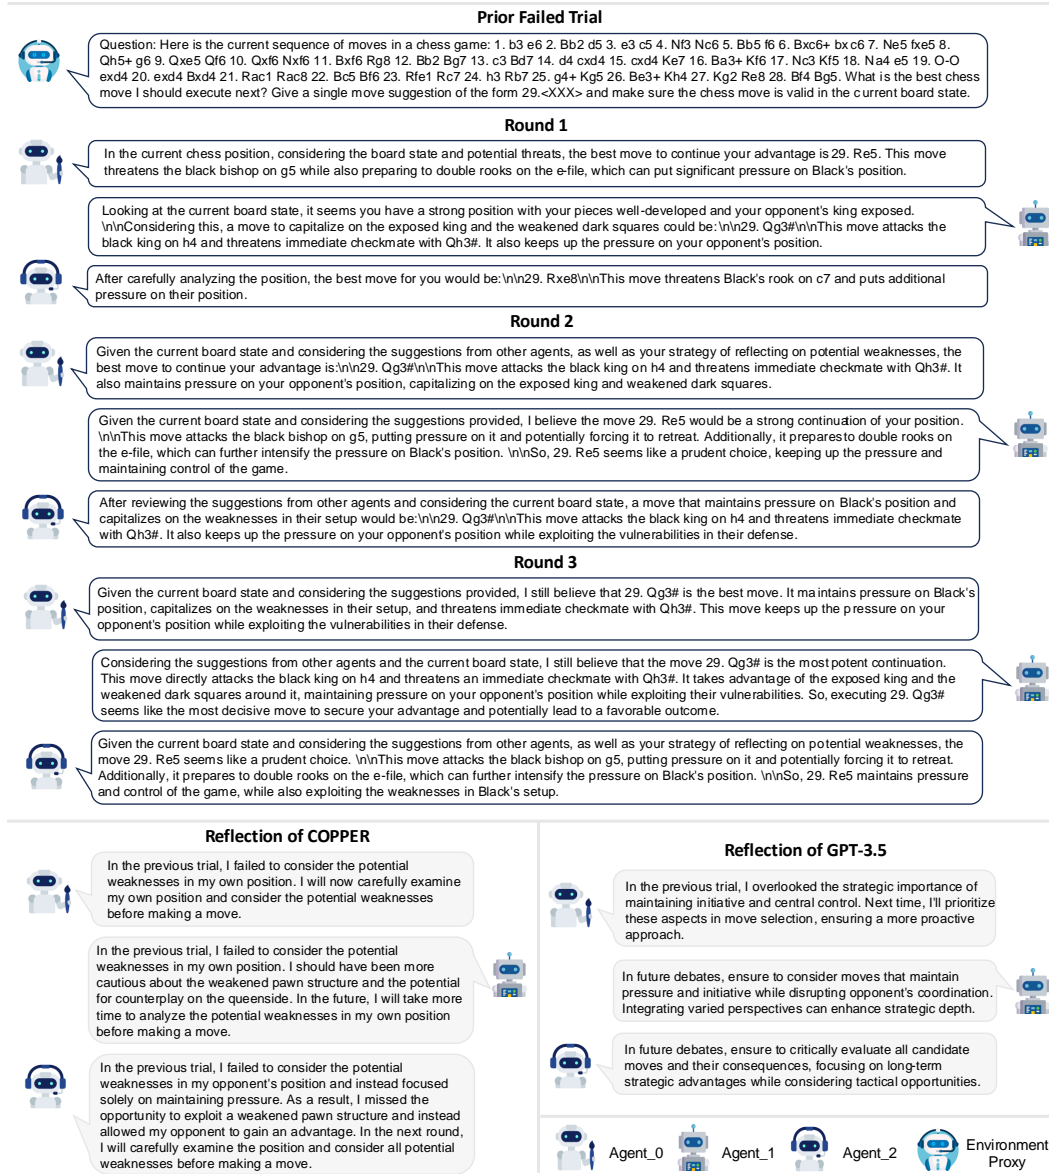 Prior Failed Trial
Question: Here is the current sequence of moves in a chess game: 1. b3 e6 2. Bb2 d5 3. e3 c5 4. Nf3 Nc6 5. Bb5 f6 6. Bxc6+ bxc6 7. Ne5 fxe5 8.
Qh5+ g6 9. Qxe5 Qf6 10. Qxf6 Nxf6 11. Bxf6 Rg8 12. Bb2 Bg7 13. c3 Bd7 14. d4 cxd4 15. cxd4 Ke7 16. Ba3+ Kf6 17. Nc3 Kf5 18. Na4 e5 19. O-O
exd4 20. exd4 Bxd4 21. Rac1 Rac8 22. Bc5 Bf6 23. Rfe1 Rc7 24. h3 Rb7 25. g4+ Kg5 26. Be3+ Kh4 27. Kg2 Re8 28. Bf4 Bg5. What is the best chess
move I should execute next? Give a single move suggestion of the form 29.<XXX> and make sure the chess move is valid in the current board state.
Round 1
In the current chess position, considering the board state and potential threats, the best move to continue your advantage is 29. Re5. This move
threatens the black bishop on g5 while also preparing to double rooks on the e-file, which can put significant pressure on Black's position.
Looking at the current board state, it seems you have a strong position with your pieces well-developed and your opponent's king exposed.
\n\nConsidering this, a move to capitalize on the exposed king and the weakened dark squares could be:\n\n29. Qg3#\n\nThis move attacks the
black king on h4 and threatens immediate checkmate with Qh3#. It also keeps up the pressure on your opponent's position.
After carefully analyzing the position, the best move for you would be:\n\n29. Rxe8\n\nThis move threatens Black's rook on c7 and puts additional
pressure on their position.
Round 2
Given the current board state and considering the suggestions from other agents, as well as your strategy of reflecting on potential weaknesses, the
best move to continue your advantage is:\n\n29. Qg3#\n\nThis move attacks the black king on h4 and threatens immediate checkmate with Qh3#. It
also maintains pressure on your opponent's position, capitalizing on the exposed king and weakened dark squares.
Given the current board state and considering the suggestions provided, I believe the move 29. Re5 would be a strong continuation of your position.
\n\nThis move attacks the black bishop on g5, putting pressure on it and potentially forcing it to retreat. Additionally, it prepares to double rooks on
the e-file, which can further intensify the pressure on Black's position. \n\nSo, 29. Re5 seems like a prudent choice, keeping up the pressure and
maintaining control of the game.
After reviewing the suggestions from other agents and considering the current board state, a move that maintains pressure on Black's position and
capitalizes on the weaknesses in their setup would be:\n\n29. Qg3#\n\nThis move attacks the black king on h4 and threatens immediate checkmate
with Qh3#. It also keeps up the pressure on your opponent's position while exploiting the vulnerabilities in their defense.
Round 3
Given the current board state and considering the suggestions provided, I still believe that 29. Qg3# is the best move. It maintains pressure on Black's
position, capitalizes on the weaknesses in their setup, and threatens immediate checkmate with Qh3#. This move keeps up the pressure on your
opponent's position while exploiting the vulnerabilities in their defense.
Considering the suggestions from other agents and the current board state, I still believe that the move 29. Qg3# is the most potent continuation.
This move directly attacks the black king on h4 and threatens an immediate checkmate with Qh3#. It takes advantage of the exposed king and the
weakened dark squares around it, maintaining pressure on your opponent's position while exploiting their vulnerabilities. So, executing 29. Qg3#
seems like the most decisive move to secure your advantage and potentially lead to a favorable outcome.
Given the current board state and considering the suggestions from other agents, as well as your strategy of reflecting on potential weaknesses, the
move 29. Re5 seems like a prudent choice. \n\nThis move attacks the black bishop on g5, putting pressure on it and potentially forcing it to retreat.
Additionally, it prepares to double rooks on the e-file, which can further intensify the pressure on Black's position. \n\nSo, 29. Re5 maintains pressure
and control of the game, while also exploiting the weaknesses in Black's setup.
Reflection of COPPER
In the previous trial, I failed to consider the potential
weaknesses in my own position. I will now carefully examine
my own position and consider the potential weaknesses
before making a move.
In the previous trial, I failed to consider the potential
weaknesses in my own position. I should have been more
cautious about the weakened pawn structure and the potential
for counterplay on the queenside. In the future, I will take more
time to analyze the potential weaknesses in my own position
before making a move.
In the previous trial, I failed to consider the potential
weaknesses in my opponent's position and instead focused
solely on maintaining pressure. As a result, I missed the
opportunity to exploit a weakened pawn structure and instead
allowed my opponent to gain an advantage. In the next round,
I will carefully examine the position and consider all potential
weaknesses before making a move.
Reflection of GPT-3.5
In the previous trial, I overlooked the strategic importance of
maintaining initiative and central control. Next time, I'll prioritize
these aspects in move selection, ensuring a more proactive
approach.
In future debates, ensure to consider moves that maintain
pressure and initiative while disrupting opponent's coordination.
Integrating varied perspectives can enhance strategic depth.
In future debates, ensure to critically evaluate all candidate
moves and their consequences, focusing on long-term
strategic advantages while considering tactical opportunities.
Agent_0
Agent_1
Agent_2
Environment
Proxy